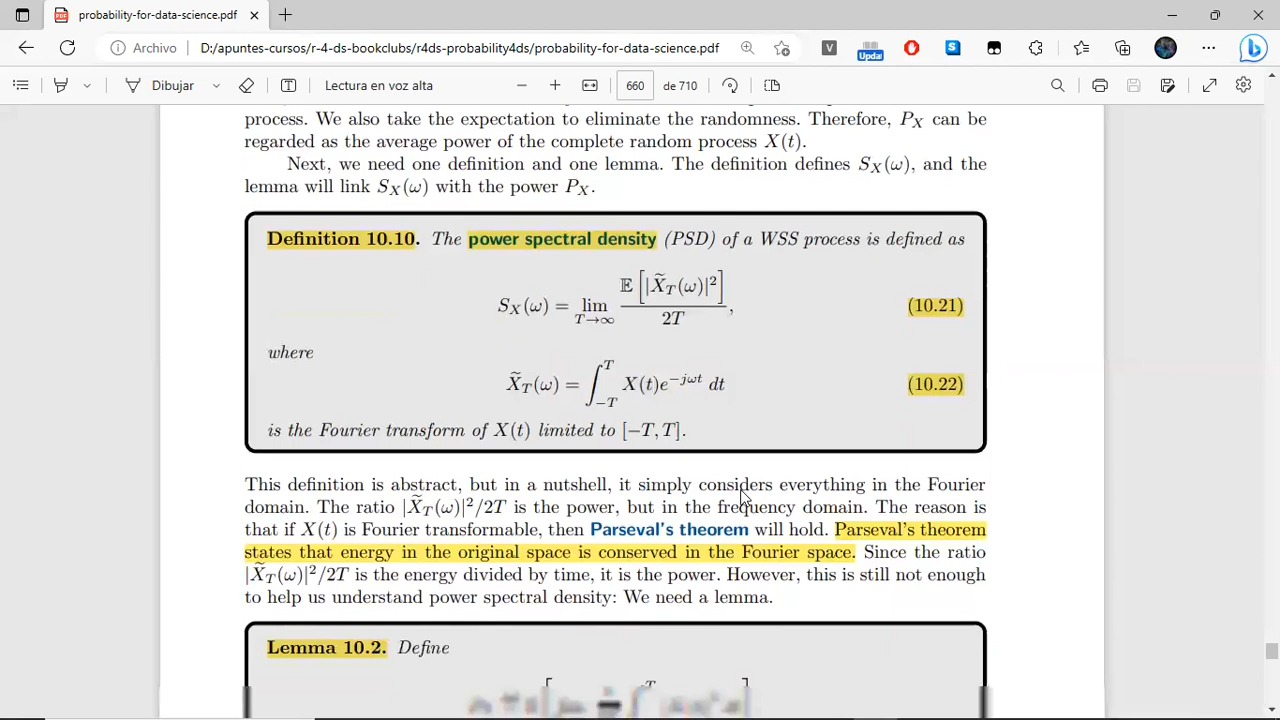 probability-for-data-science.pdf
Archivo D:/apuntes-cursos/r-4-ds-bookclubs/r4ds-probability4ds/probability-for-data-science.pdf
V
Updat
S
Dibujar
Lectura en voz alta
660 de 710
process. We also take the expectation to eliminate the randomness. Therefore, P_X can be
regarded as the average power of the complete random process X(t).
Next, we need one definition and one lemma. The definition defines S_X(ω), and the
lemma will link S_X(ω) with the power P_X.
Definition 10.10. The power spectral density (PSD) of a WSS process is defined as
S_X(ω) = lim_{T→∞} 𝔼[|X̃_T(ω)|²] / 2T, (10.21)
where
X̃_T(ω) = ∫_{−T}^{T} X(t)e^{−jωt} dt (10.22)
is the Fourier transform of X(t) limited to [−T, T].
This definition is abstract, but in a nutshell, it simply considers everything in the Fourier
domain. The ratio |X̃_T(ω)|²/2T is the power, but in the frequency domain. The reason is
that if X(t) is Fourier transformable, then Parseval's theorem will hold. Parseval's theorem
states that energy in the original space is conserved in the Fourier space. Since the ratio
|X̃_T(ω)|²/2T is the energy divided by time, it is the power. However, this is still not enough
to help us understand power spectral density: We need a lemma.
Lemma 10.2. Define